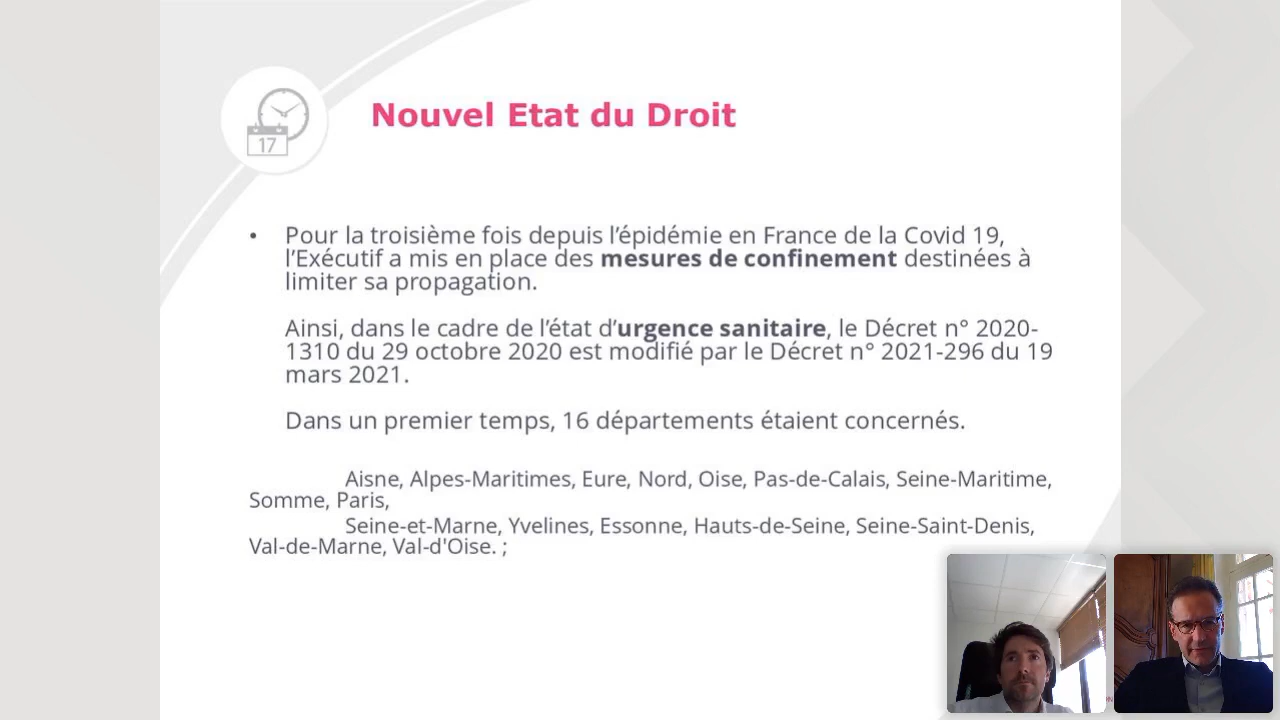 17
Nouvel Etat du Droit
• Pour la troisième fois depuis l’épidémie en France de la Covid 19,
l’Exécutif a mis en place des mesures de confinement destinées à
limiter sa propagation.
Ainsi, dans le cadre de l’état d’urgence sanitaire, le Décret n° 2020-
1310 du 29 octobre 2020 est modifié par le Décret n° 2021-296 du 19
mars 2021.
Dans un premier temps, 16 départements étaient concernés.
Aisne, Alpes-Maritimes, Eure, Nord, Oise, Pas-de-Calais, Seine-Maritime,
Somme, Paris,
Seine-et-Marne, Yvelines, Essonne, Hauts-de-Seine, Seine-Saint-Denis,
Val-de-Marne, Val-d'Oise. ;